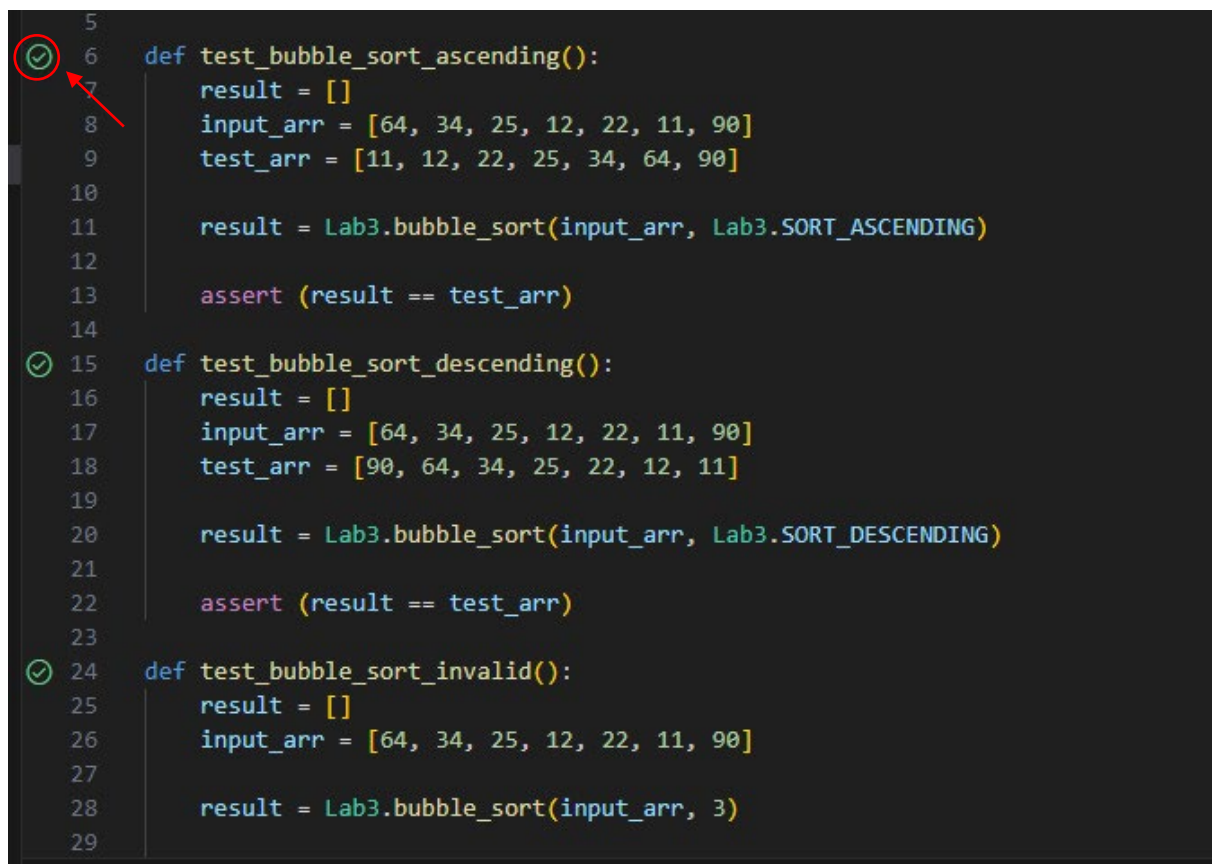 5
6 def test_bubble_sort_ascending():
7 result = []
8 input_arr = [64, 34, 25, 12, 22, 11, 90]
9 test_arr = [11, 12, 22, 25, 34, 64, 90]
10
11 result = Lab3.bubble_sort(input_arr, Lab3.SORT_ASCENDING)
12
13 assert (result == test_arr)
14
15 def test_bubble_sort_descending():
16 result = []
17 input_arr = [64, 34, 25, 12, 22, 11, 90]
18 test_arr = [90, 64, 34, 25, 22, 12, 11]
19
20 result = Lab3.bubble_sort(input_arr, Lab3.SORT_DESCENDING)
21
22 assert (result == test_arr)
23
24 def test_bubble_sort_invalid():
25 result = []
26 input_arr = [64, 34, 25, 12, 22, 11, 90]
27
28 result = Lab3.bubble_sort(input_arr, 3)
29